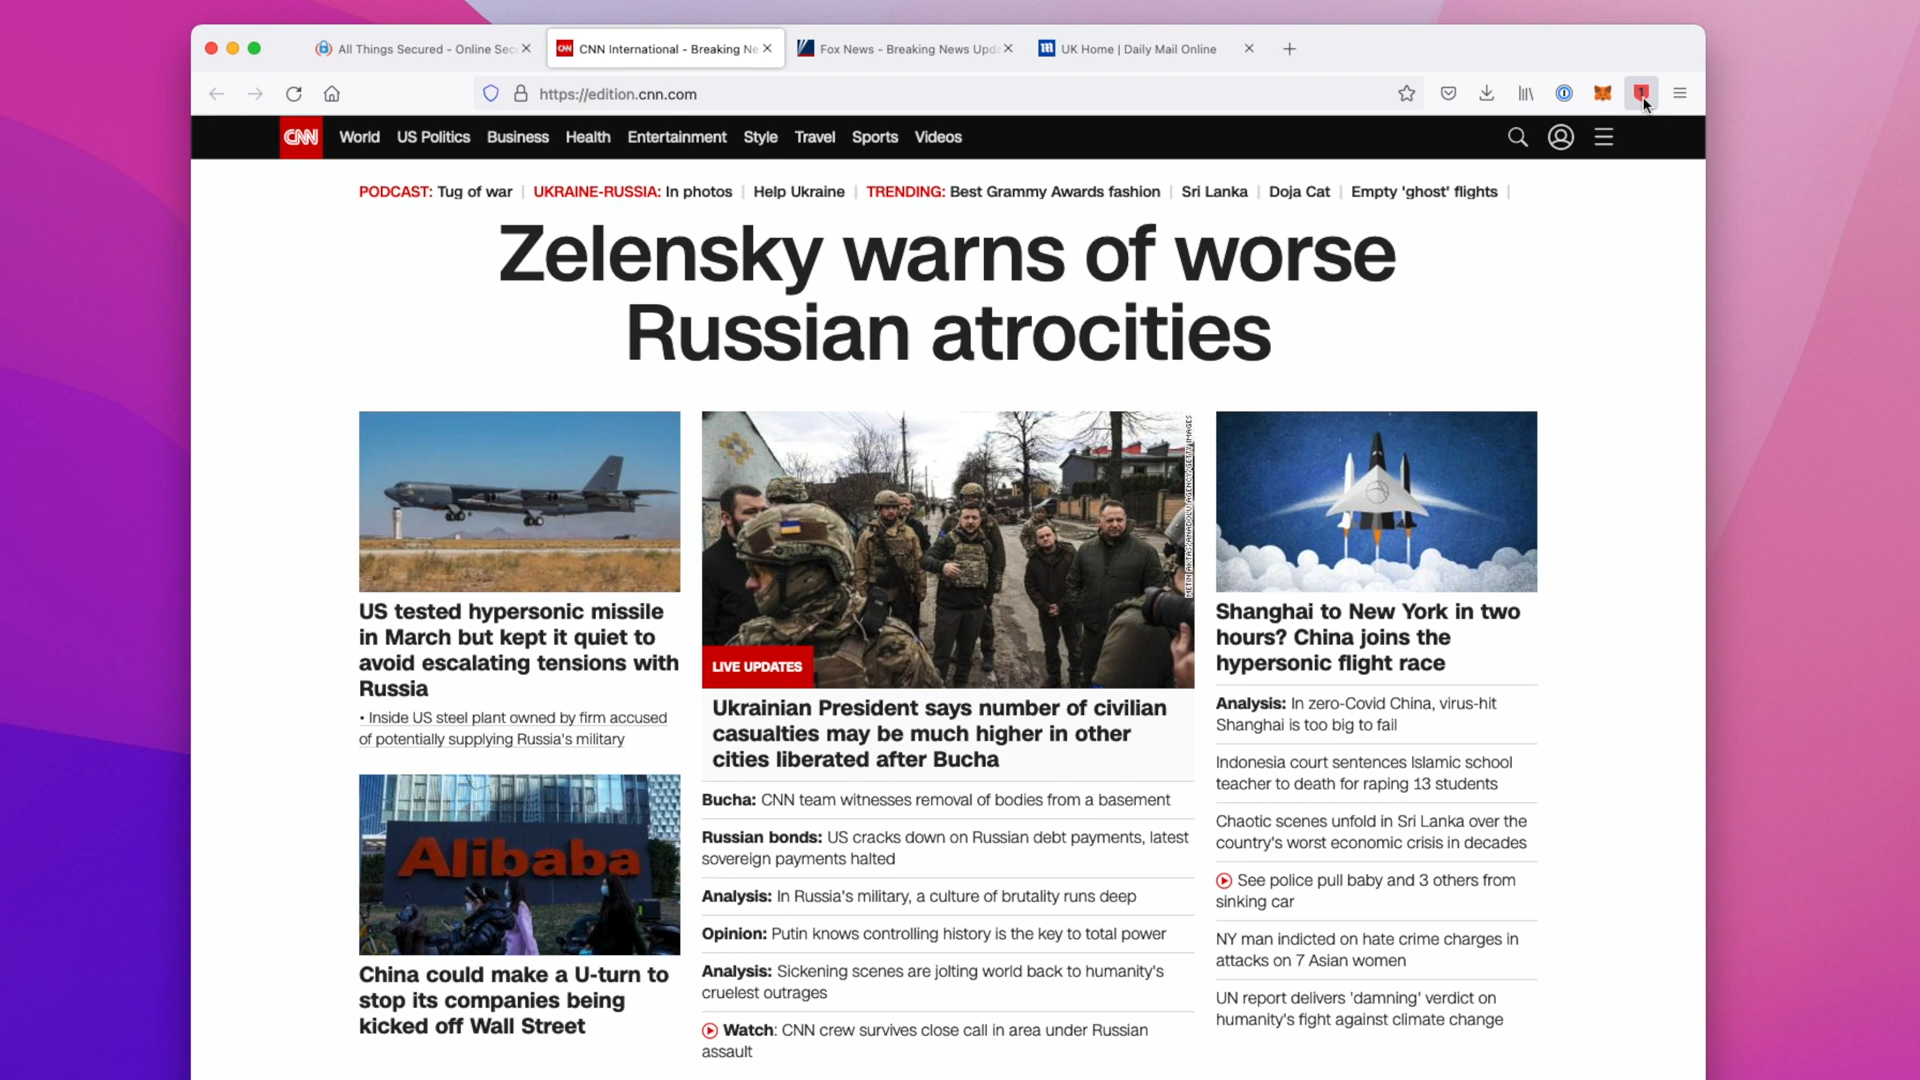 All Things Secured - Online Sec
CNN International - Breaking Ne
Fox News - Breaking News Upda
UK Home | Daily Mail Online
https://edition.cnn.com
1
CNN World US Politics Business Health Entertainment Style Travel Sports Videos
PODCAST: Tug of war | UKRAINE-RUSSIA: In photos | Help Ukraine | TRENDING: Best Grammy Awards fashion | Sri Lanka | Doja Cat | Empty 'ghost' flights |
Zelensky warns of worse
Russian atrocities
US tested hypersonic missile
in March but kept it quiet to
avoid escalating tensions with
Russia
• Inside US steel plant owned by firm accused
of potentially supplying Russia's military
Alibaba
China could make a U-turn to
stop its companies being
kicked off Wall Street
METIN AKTAS/ANADOLU AGENCY/GETTY IMAGES
LIVE UPDATES
Ukrainian President says number of civilian
casualties may be much higher in other
cities liberated after Bucha
Bucha: CNN team witnesses removal of bodies from a basement
Russian bonds: US cracks down on Russian debt payments, latest
sovereign payments halted
Analysis: In Russia's military, a culture of brutality runs deep
Opinion: Putin knows controlling history is the key to total power
Analysis: Sickening scenes are jolting world back to humanity's
cruelest outrages
Watch: CNN crew survives close call in area under Russian
assault
Shanghai to New York in two
hours? China joins the
hypersonic flight race
Analysis: In zero-Covid China, virus-hit
Shanghai is too big to fail
Indonesia court sentences Islamic school
teacher to death for raping 13 students
Chaotic scenes unfold in Sri Lanka over the
country's worst economic crisis in decades
See police pull baby and 3 others from
sinking car
NY man indicted on hate crime charges in
attacks on 7 Asian women
UN report delivers 'damning' verdict on
humanity's fight against climate change